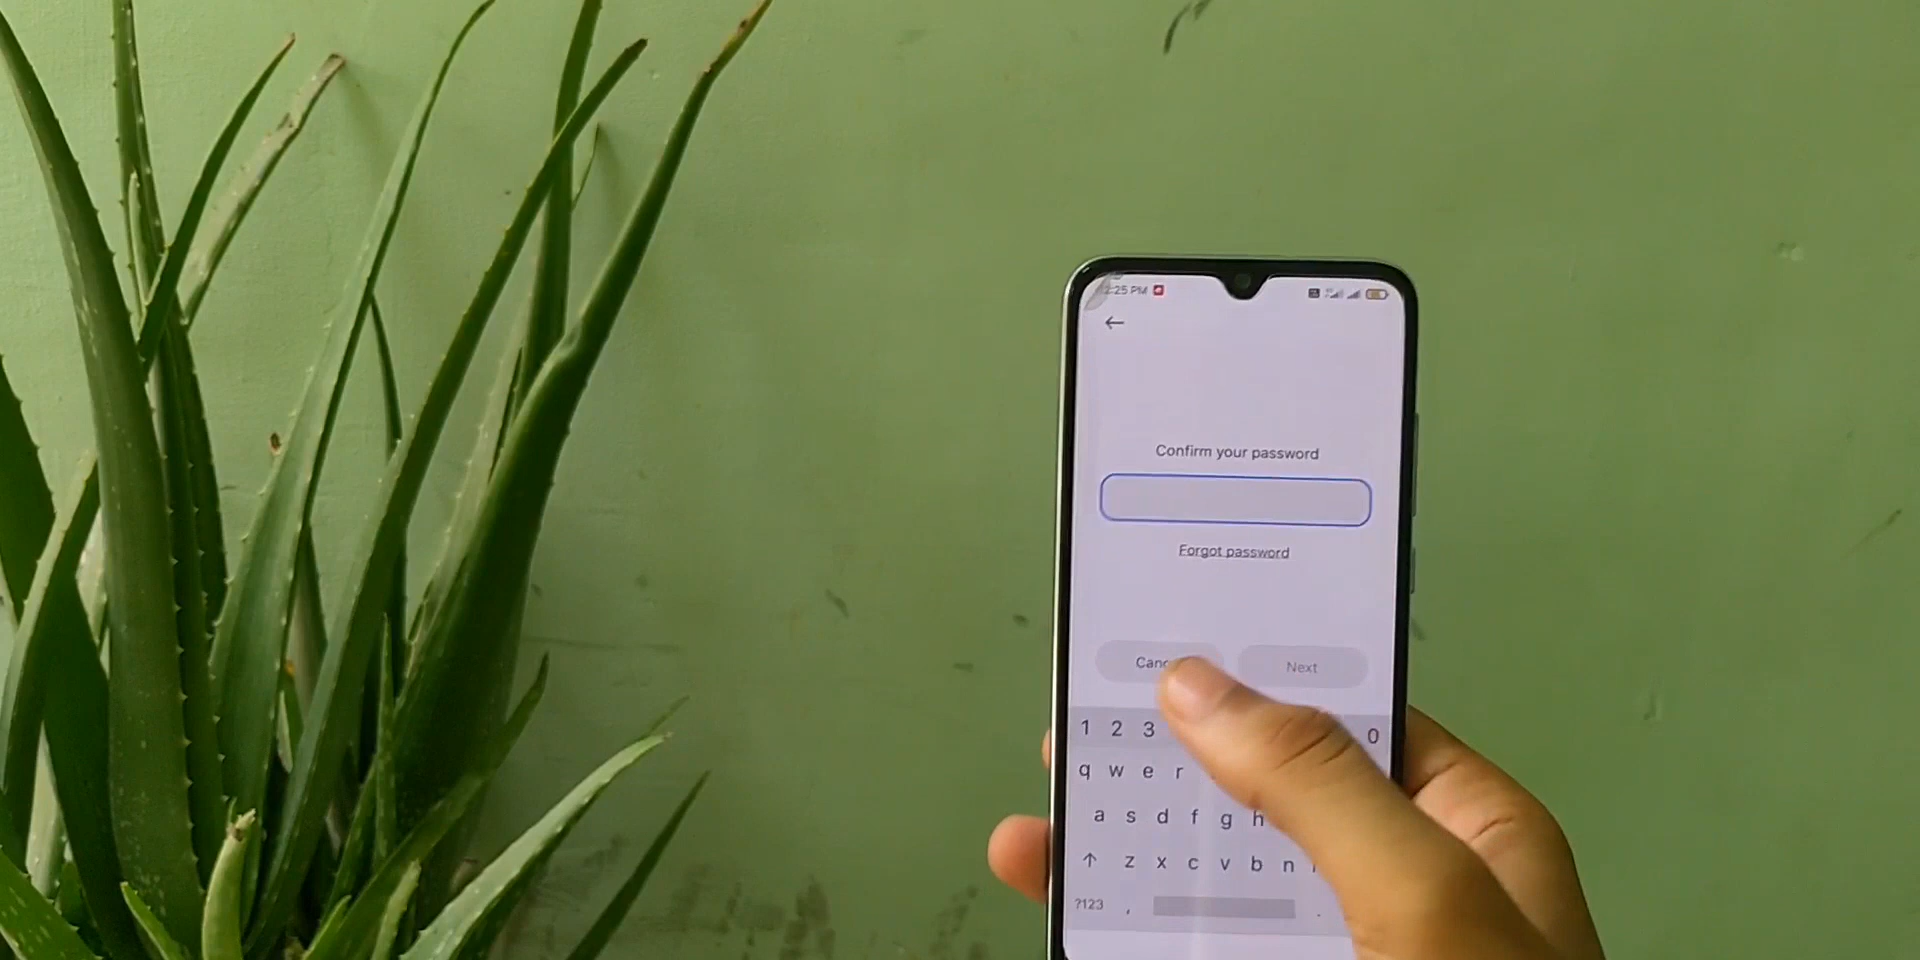 2:25 PM
Confirm your password
Forgot password
Next
1 2 3 0
q w e r
a s d f g h
z x c v b n
?123 , .